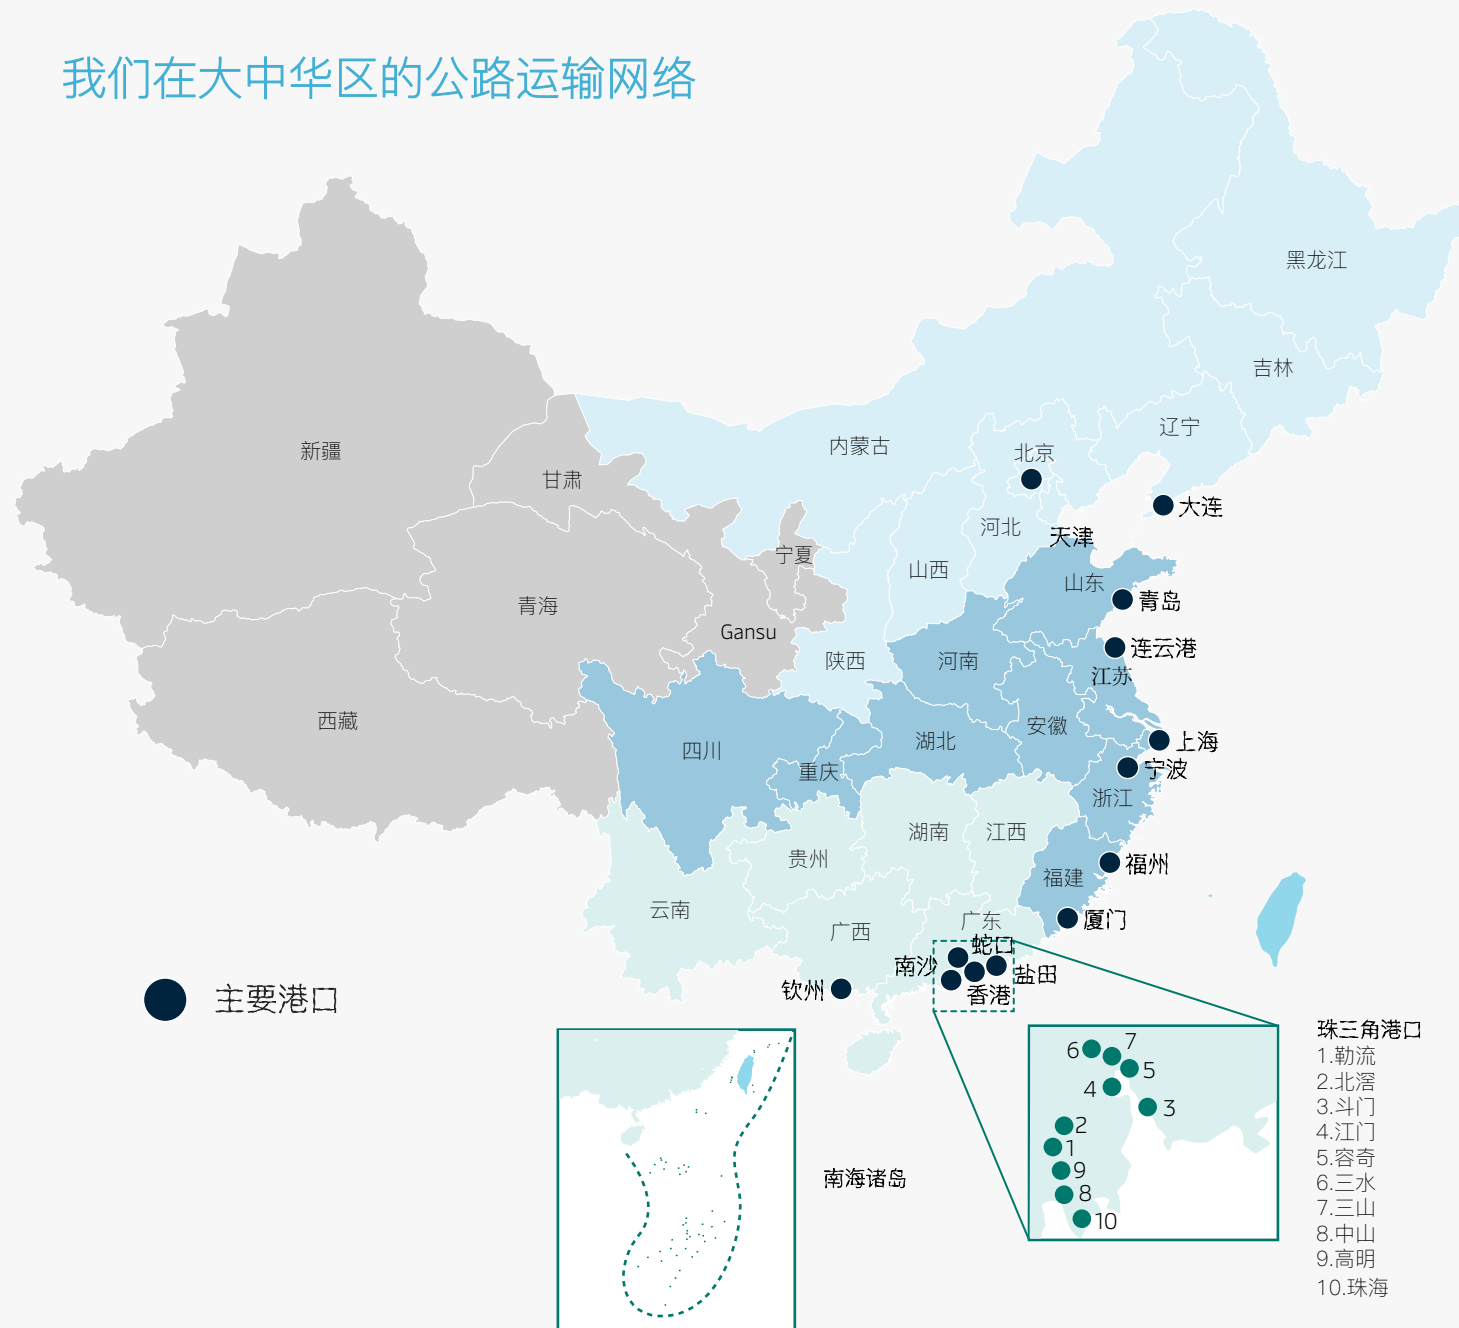 我们在大中华区的公路运输网络
黑龙江
吉林
辽宁
内蒙古
北京
新疆
甘肃
大连
河北
天津
宁夏
山西
山东
青岛
青海
Gansu
连云港
陕西
河南
江苏
西藏
安徽
湖北
四川
上海
重庆
宁波
浙江
湖南
江西
贵州
福州
福建
云南
厦门
广西
广东
蛇口
南沙
盐田
钦州
香港
主要港口
南海诸岛
6
7
5
4
3
2
1
9
8
10
珠三角港口
1.勒流
2.北滘
3.斗门
4.江门
5.容奇
6.三水
7.三山
8.中山
9.高明
10.珠海